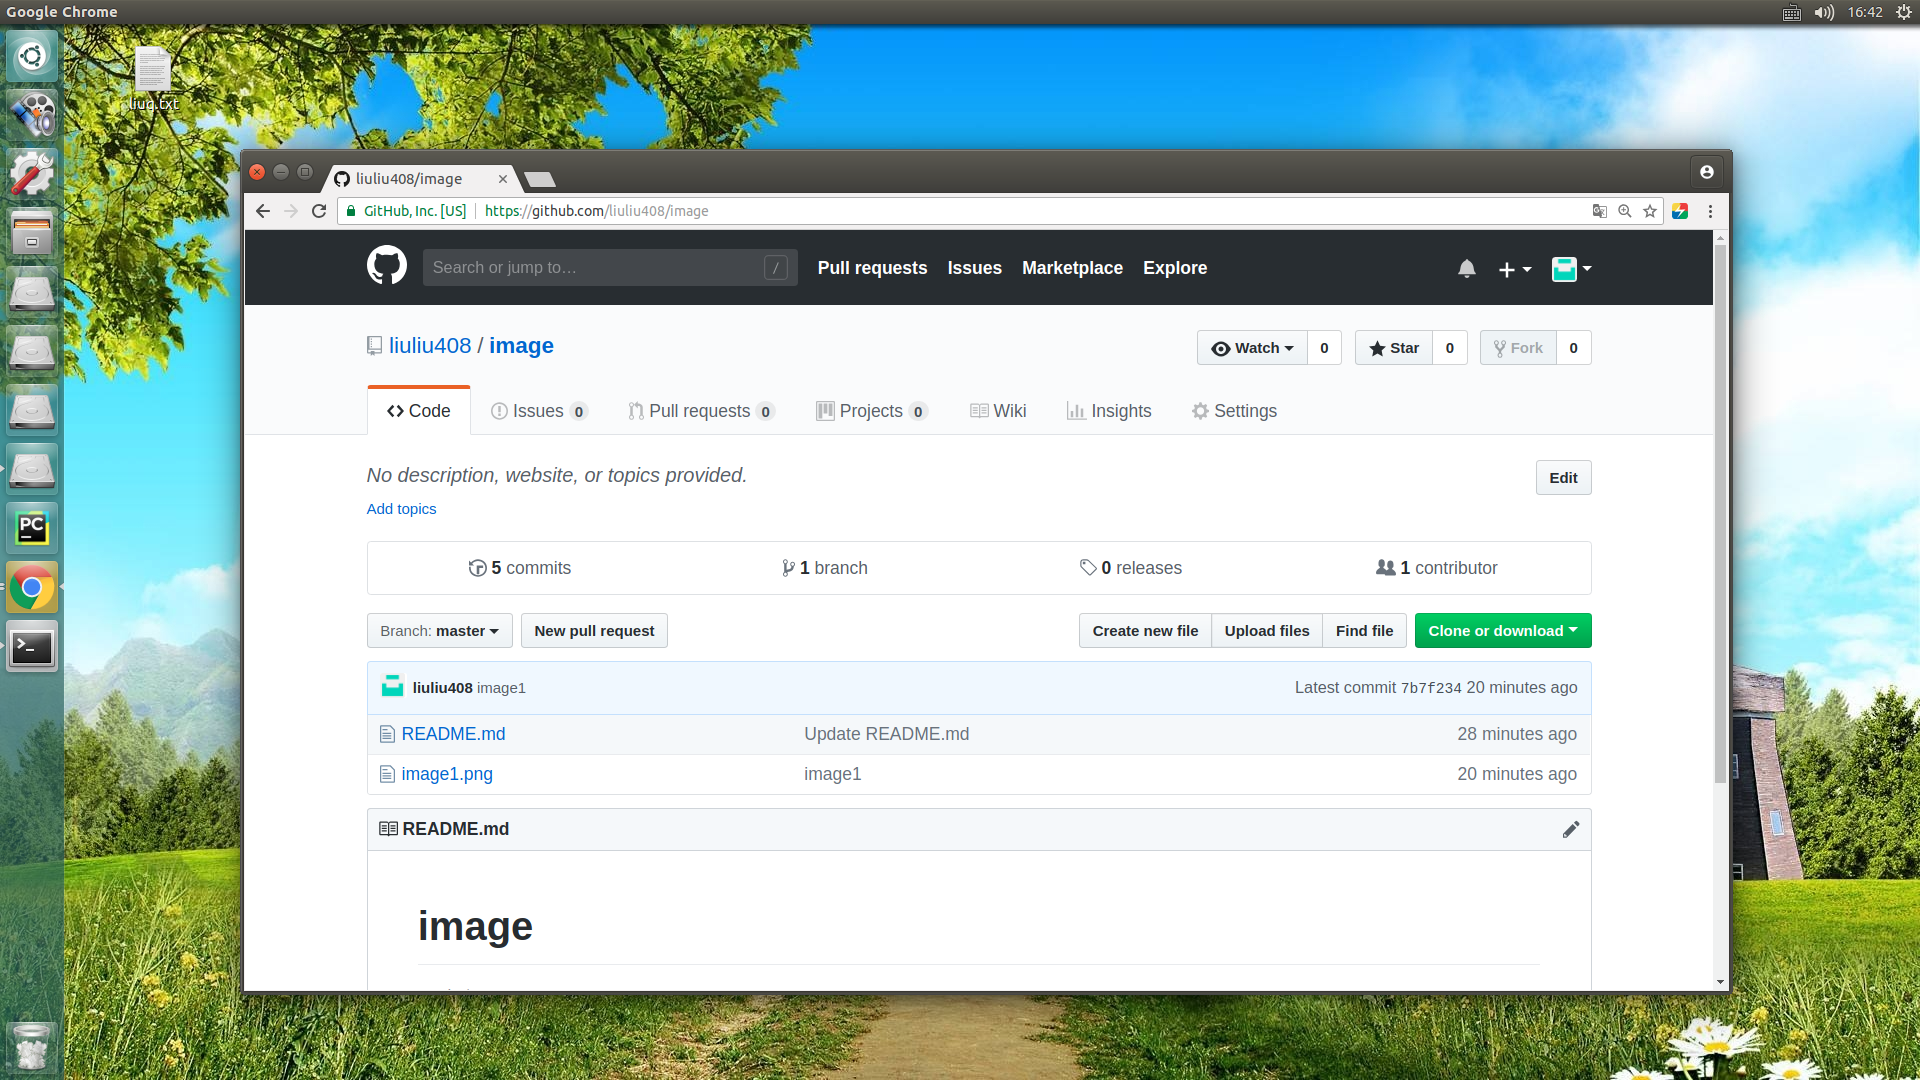 Google Chrome
16:42
liuq.txt
liuliu408/image
GitHub, Inc. [US]
https://github.com/liuliu408/image
Search or jump to…
/
Pull requests
Issues
Marketplace
Explore
liuliu408 / image
Watch 0
Star 0
Fork 0
Code
Issues 0
Pull requests 0
Projects 0
Wiki
Insights
Settings
No description, website, or topics provided.
Edit
Add topics
5 commits
1 branch
0 releases
1 contributor
Branch: master
New pull request
Create new file
Upload files
Find file
Clone or download
liuliu408 image1
Latest commit 7b7f234 20 minutes ago
README.md
Update README.md
28 minutes ago
image1.png
image1
20 minutes ago
README.md
image
PC